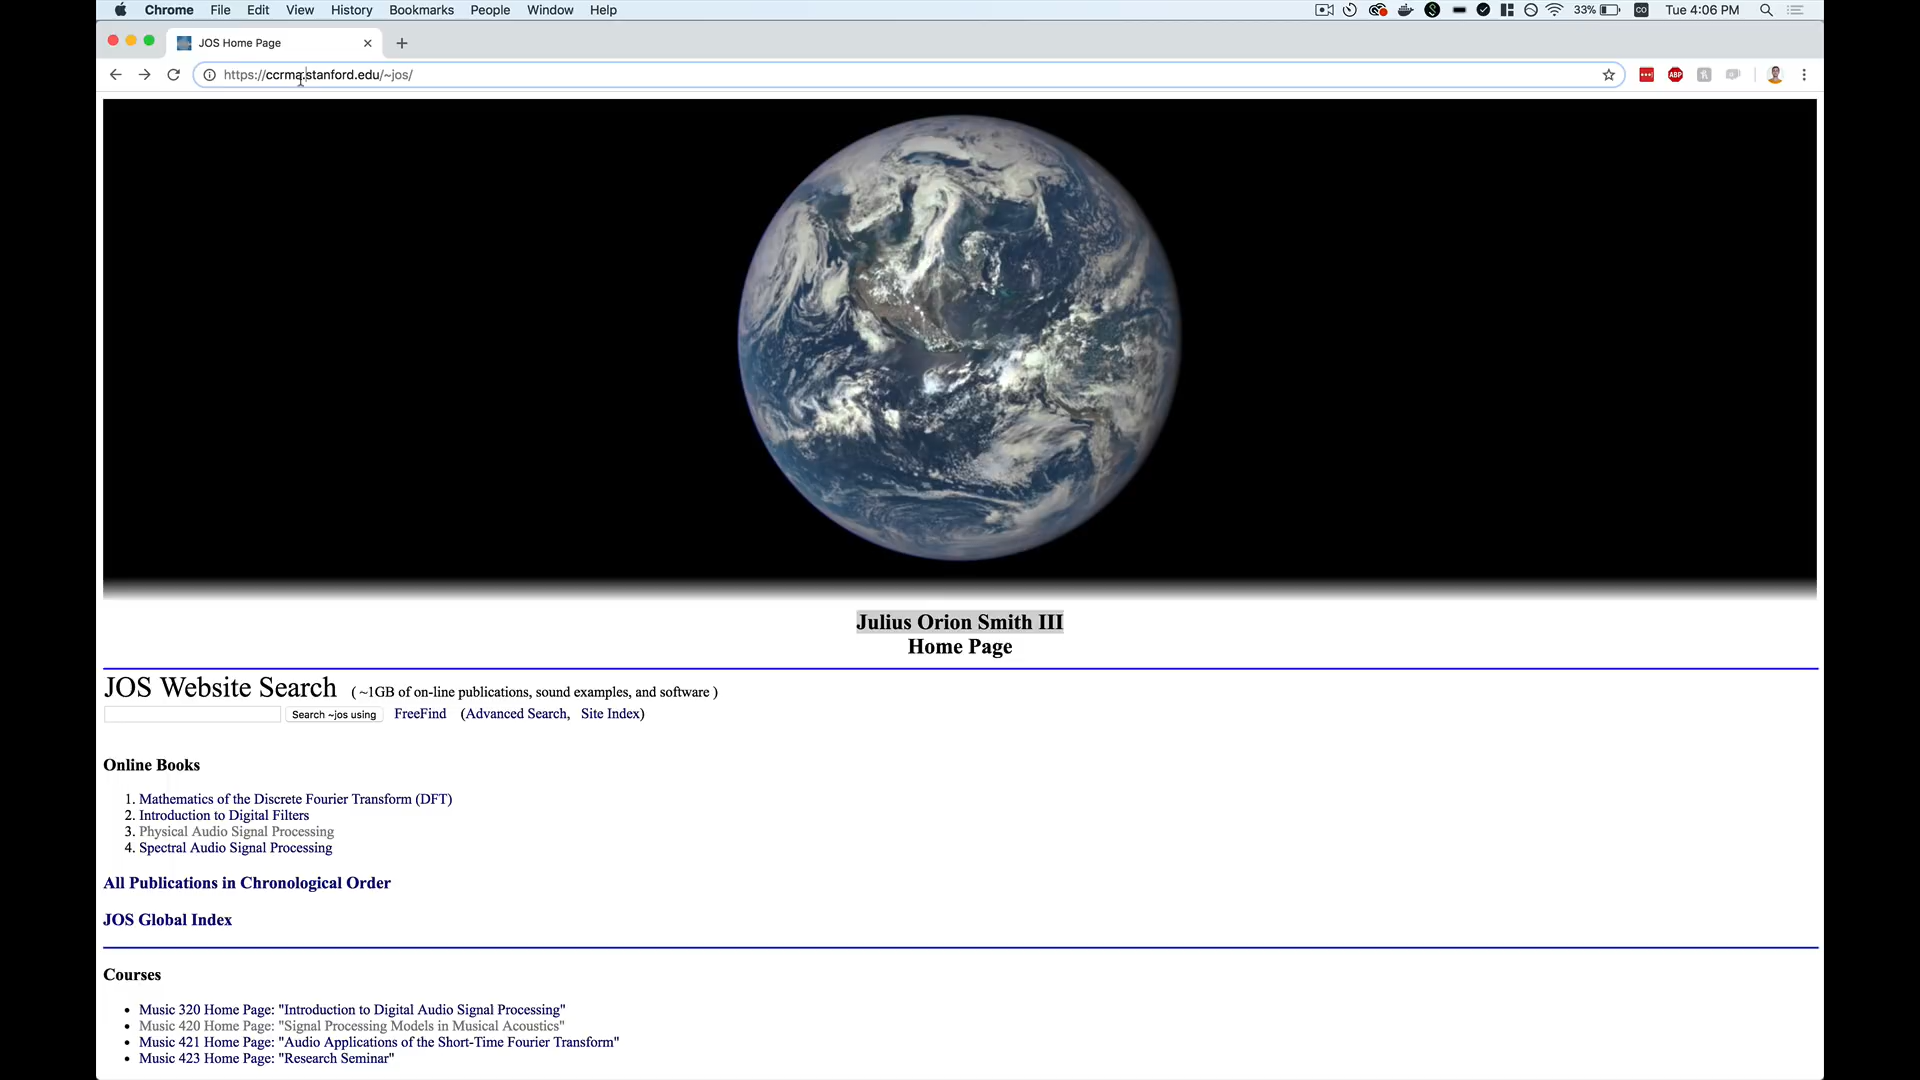 Chrome File Edit View History Bookmarks People Window Help 33% Tue 4:06 PM
JOS Home Page
https://ccrma.stanford.edu/~jos/
ABP
Julius Orion Smith III
Home Page
JOS Website Search ( ~1GB of on-line publications, sound examples, and software )
Search ~jos using FreeFind (Advanced Search, Site Index)
Online Books
1. Mathematics of the Discrete Fourier Transform (DFT)
2. Introduction to Digital Filters
3. Physical Audio Signal Processing
4. Spectral Audio Signal Processing
All Publications in Chronological Order
JOS Global Index
Courses
• Music 320 Home Page: "Introduction to Digital Audio Signal Processing"
• Music 420 Home Page: "Signal Processing Models in Musical Acoustics"
• Music 421 Home Page: "Audio Applications of the Short-Time Fourier Transform"
• Music 423 Home Page: "Research Seminar"